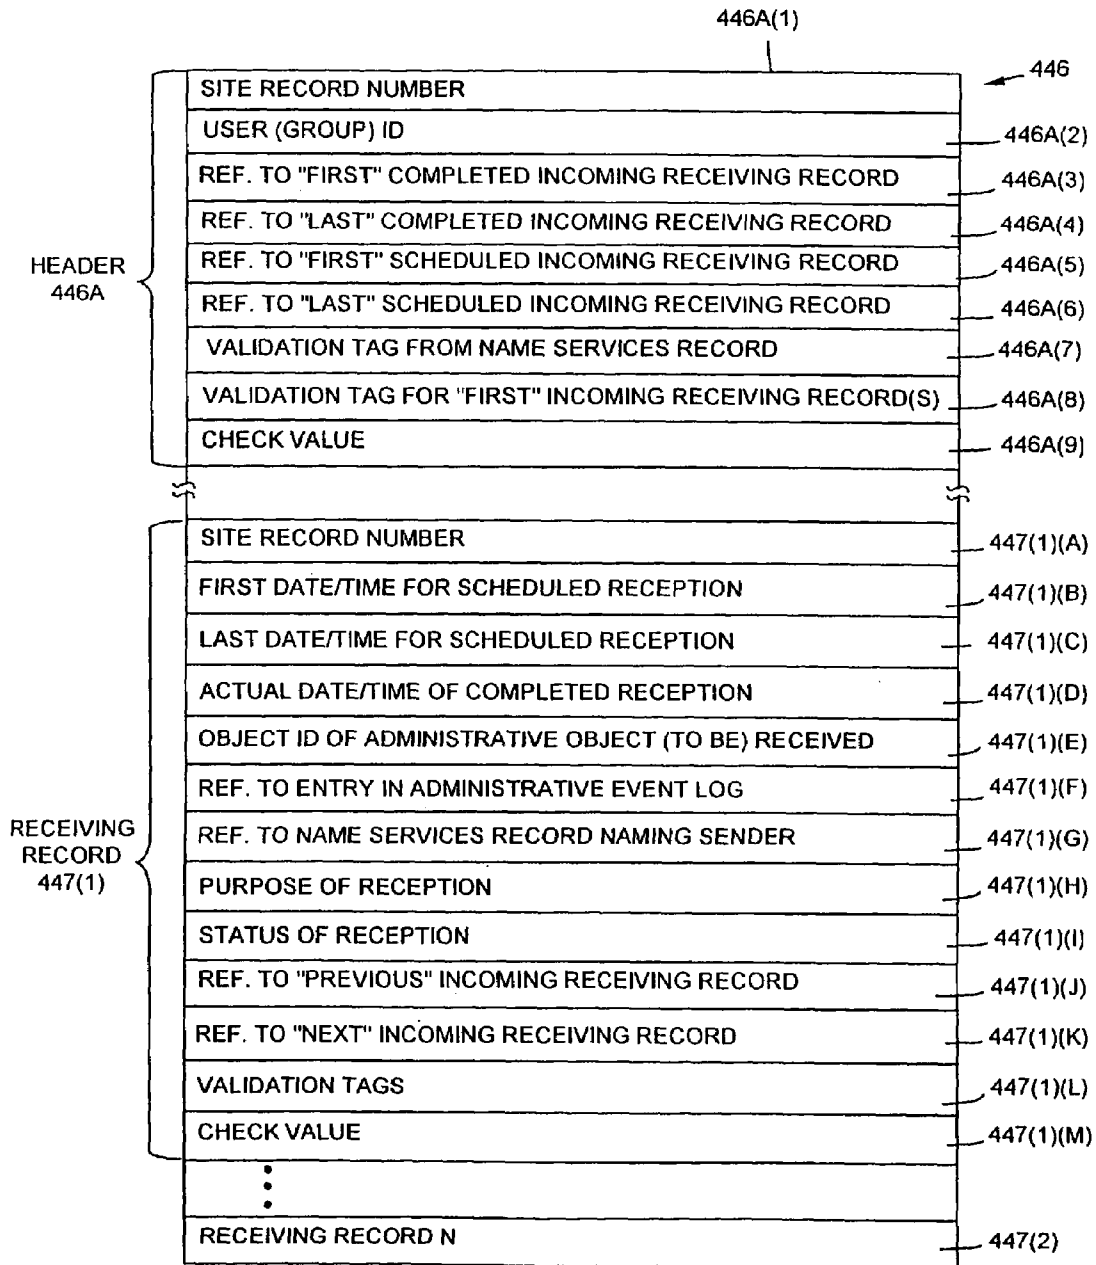 446A(1)
446
SITE RECORD NUMBER
USER (GROUP) ID
446A(2)
REF. TO "FIRST" COMPLETED INCOMING RECEIVING RECORD
446A(3)
REF. TO "LAST" COMPLETED INCOMING RECEIVING RECORD
446A(4)
HEADER
446A
REF. TO "FIRST" SCHEDULED INCOMING RECEIVING RECORD
446A(5)
REF. TO "LAST" SCHEDULED INCOMING RECEIVING RECORD
446A(6)
VALIDATION TAG FROM NAME SERVICES RECORD
446A(7)
VALIDATION TAG FOR "FIRST" INCOMING RECEIVING RECORD(S)
446A(8)
CHECK VALUE
446A(9)
SITE RECORD NUMBER
447(1)(A)
FIRST DATE/TIME FOR SCHEDULED RECEPTION
447(1)(B)
LAST DATE/TIME FOR SCHEDULED RECEPTION
447(1)(C)
ACTUAL DATE/TIME OF COMPLETED RECEPTION
447(1)(D)
OBJECT ID OF ADMINISTRATIVE OBJECT (TO BE) RECEIVED
447(1)(E)
REF. TO ENTRY IN ADMINISTRATIVE EVENT LOG
447(1)(F)
RECEIVING
RECORD
447(1)
REF. TO NAME SERVICES RECORD NAMING SENDER
447(1)(G)
PURPOSE OF RECEPTION
447(1)(H)
STATUS OF RECEPTION
447(1)(I)
REF. TO "PREVIOUS" INCOMING RECEIVING RECORD
447(1)(J)
REF. TO "NEXT" INCOMING RECEIVING RECORD
447(1)(K)
VALIDATION TAGS
447(1)(L)
CHECK VALUE
447(1)(M)
RECEIVING RECORD N
447(2)